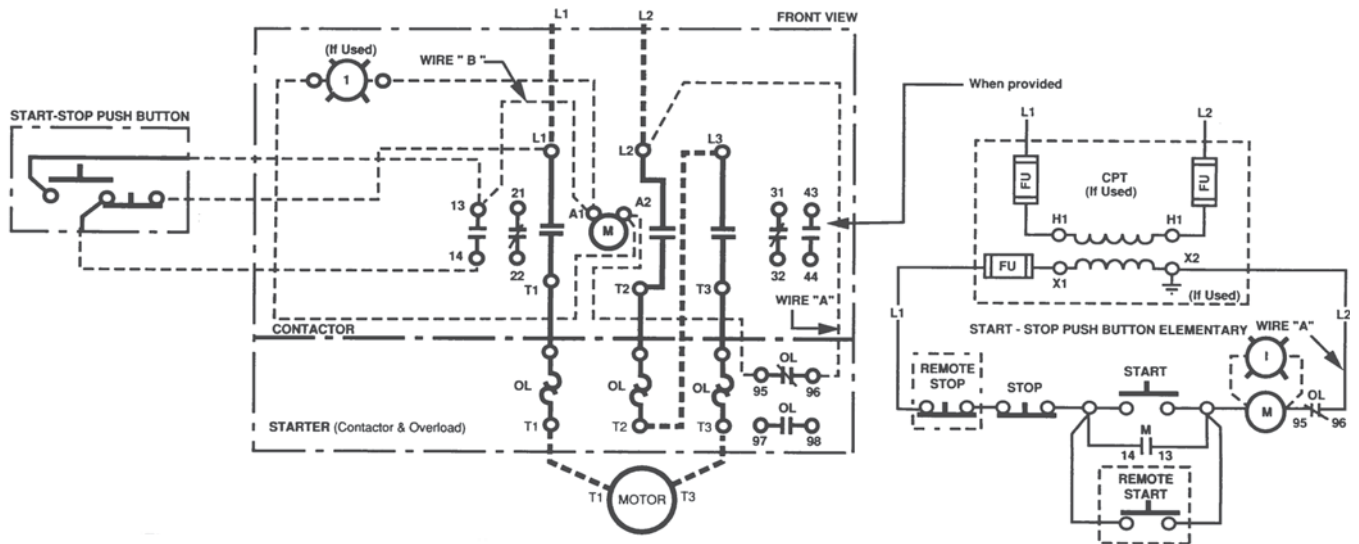 L1 L2
FRONT VIEW
(If Used)
1
WIRE " B "
When provided
START-STOP PUSH BUTTON
L1 L2
L1 L2 L3
FU FU
CPT
(If Used)
13 21 A1 A2 31 43
M
H1 H1
14 22 32 44
T1 T2 T3
FU X1 X2
(If Used)
WIRE "A"
L1 L2
CONTACTOR
START - STOP PUSH BUTTON ELEMENTARY
WIRE "A"
I
OL OL OL
OL
95 96
REMOTE
STOP
STOP
START
M
OL
95 96
OL
97 98
STARTER (Contactor & Overload)
T1 T2 T3
M
14 13
REMOTE
START
T1 MOTOR T3